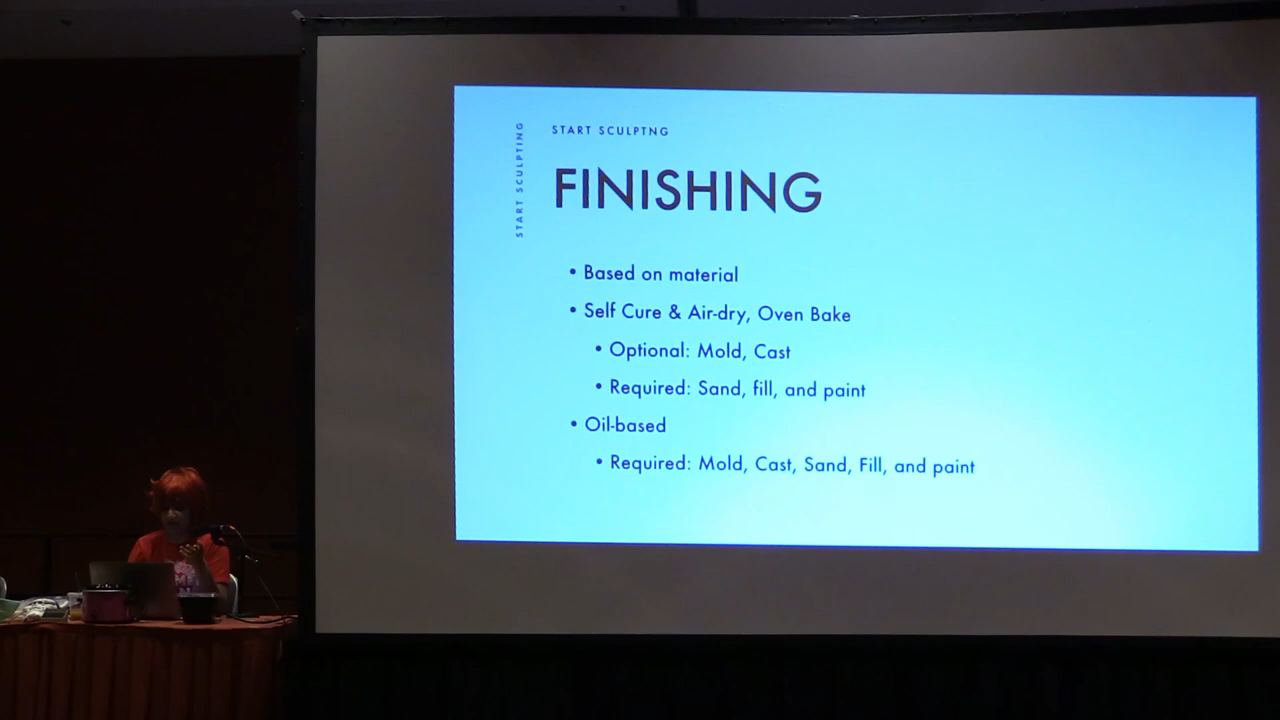 START SCULPTNG
START SCULPTING
FINISHING
• Based on material
• Self Cure & Air-dry, Oven Bake
• Optional: Mold, Cast
• Required: Sand, fill, and paint
• Oil-based
• Required: Mold, Cast, Sand, Fill, and paint